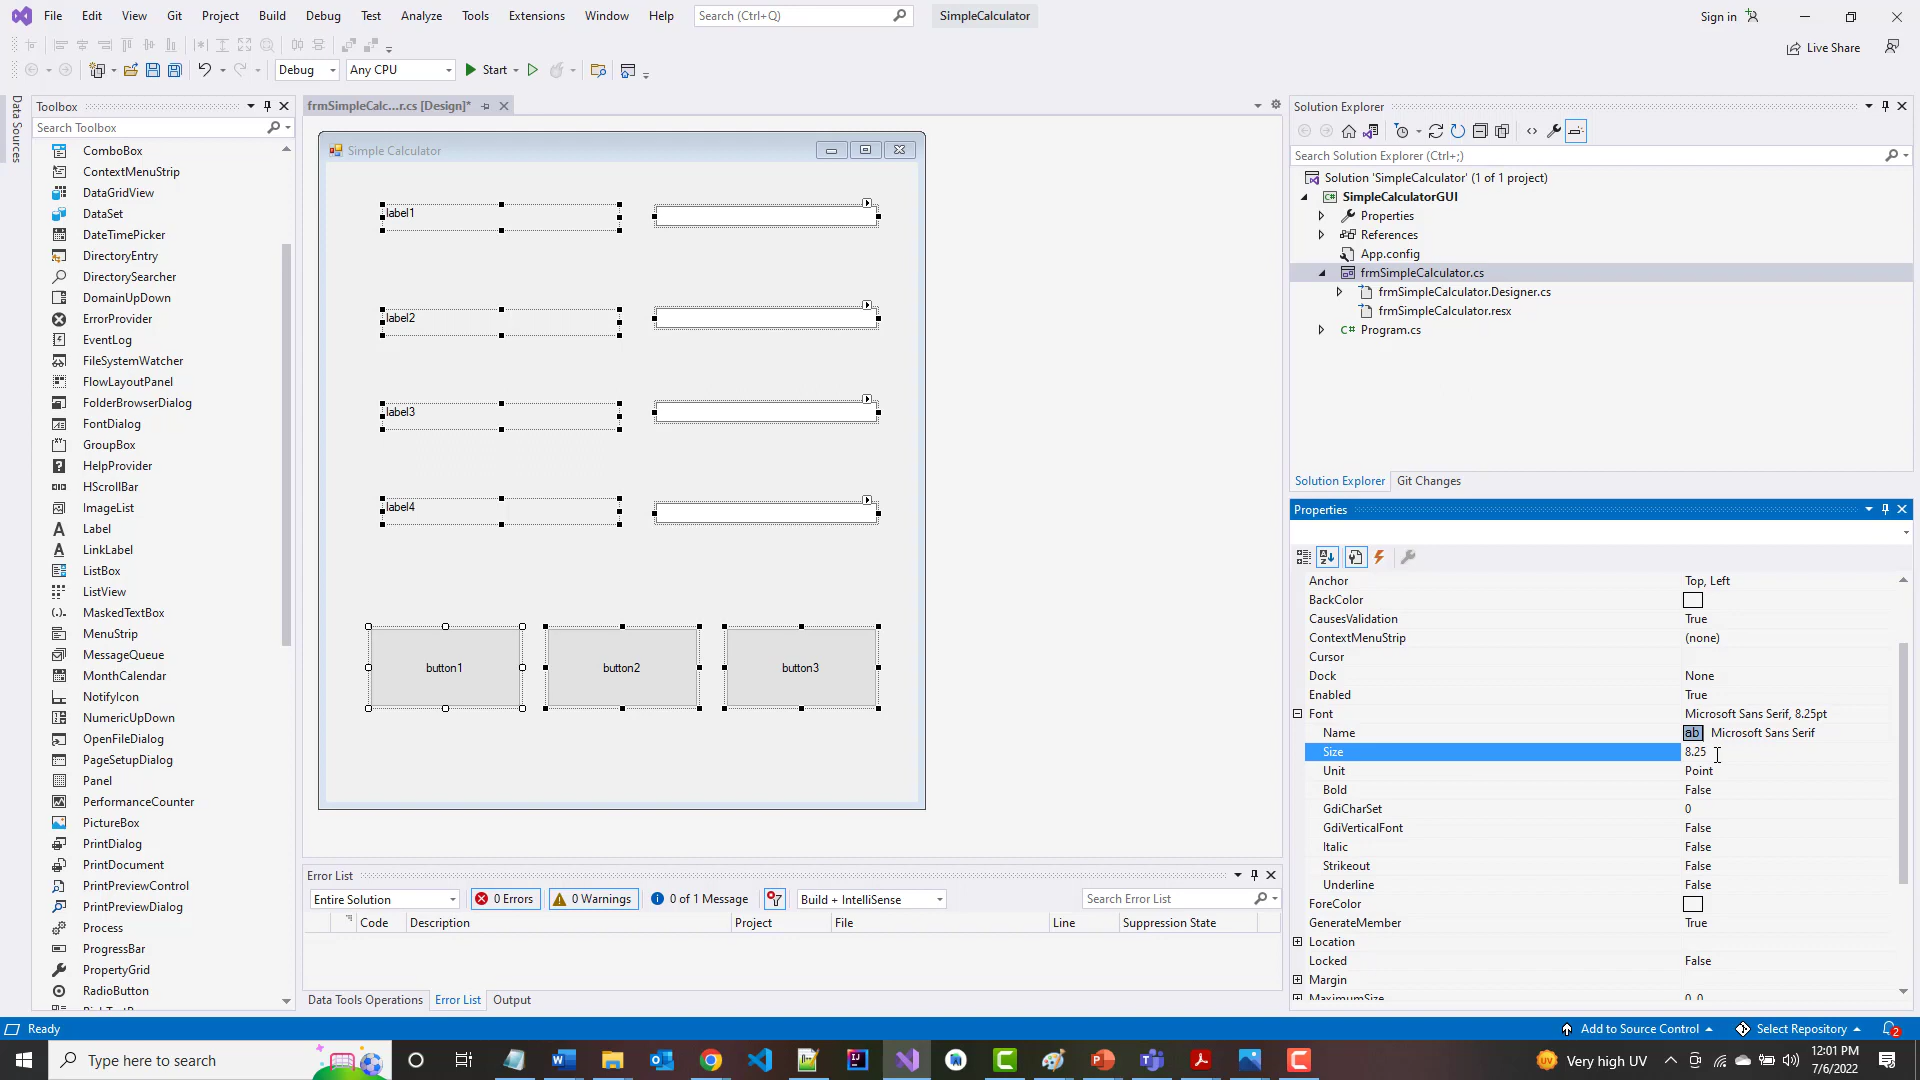 File Edit View Git Project Build Debug Test Analyze Tools Extensions Window Help Search (Ctrl+Q) SimpleCalculator Sign in
Live Share
Debug Any CPU Start
Data Sources
Toolbox
Search Toolbox
ComboBox
ContextMenuStrip
DataGridView
DataSet
DateTimePicker
DirectoryEntry
DirectorySearcher
DomainUpDown
ErrorProvider
EventLog
FileSystemWatcher
FlowLayoutPanel
FolderBrowserDialog
FontDialog
GroupBox
HelpProvider
HScrollBar
ImageList
Label
LinkLabel
ListBox
ListView
MaskedTextBox
MenuStrip
MessageQueue
MonthCalendar
NotifyIcon
NumericUpDown
OpenFileDialog
PageSetupDialog
Panel
PerformanceCounter
PictureBox
PrintDialog
PrintDocument
PrintPreviewControl
PrintPreviewDialog
Process
ProgressBar
PropertyGrid
RadioButton
frmSimpleCalc...r.cs [Design]*
Simple Calculator
label1
label2
label3
label4
button1 button2 button3
Error List
Entire Solution 0 Errors 0 Warnings 0 of 1 Message Build + IntelliSense Search Error List
Code Description Project File Line Suppression State
Data Tools Operations Error List Output
Solution Explorer
Search Solution Explorer (Ctrl+;)
Solution 'SimpleCalculator' (1 of 1 project)
SimpleCalculatorGUI
Properties
References
App.config
frmSimpleCalculator.cs
frmSimpleCalculator.Designer.cs
frmSimpleCalculator.resx
C# Program.cs
Solution Explorer Git Changes
Properties
Anchor Top, Left
BackColor
CausesValidation True
ContextMenuStrip (none)
Cursor
Dock None
Enabled True
Font Microsoft Sans Serif, 8.25pt
Name ab Microsoft Sans Serif
Size 8.25
Unit Point
Bold False
GdiCharSet 0
GdiVerticalFont False
Italic False
Strikeout False
Underline False
ForeColor
GenerateMember True
Location
Locked False
Margin
MaximumSize 0, 0
Ready Add to Source Control Select Repository 2
Type here to search Very high UV 12:01 PM
7/6/2022